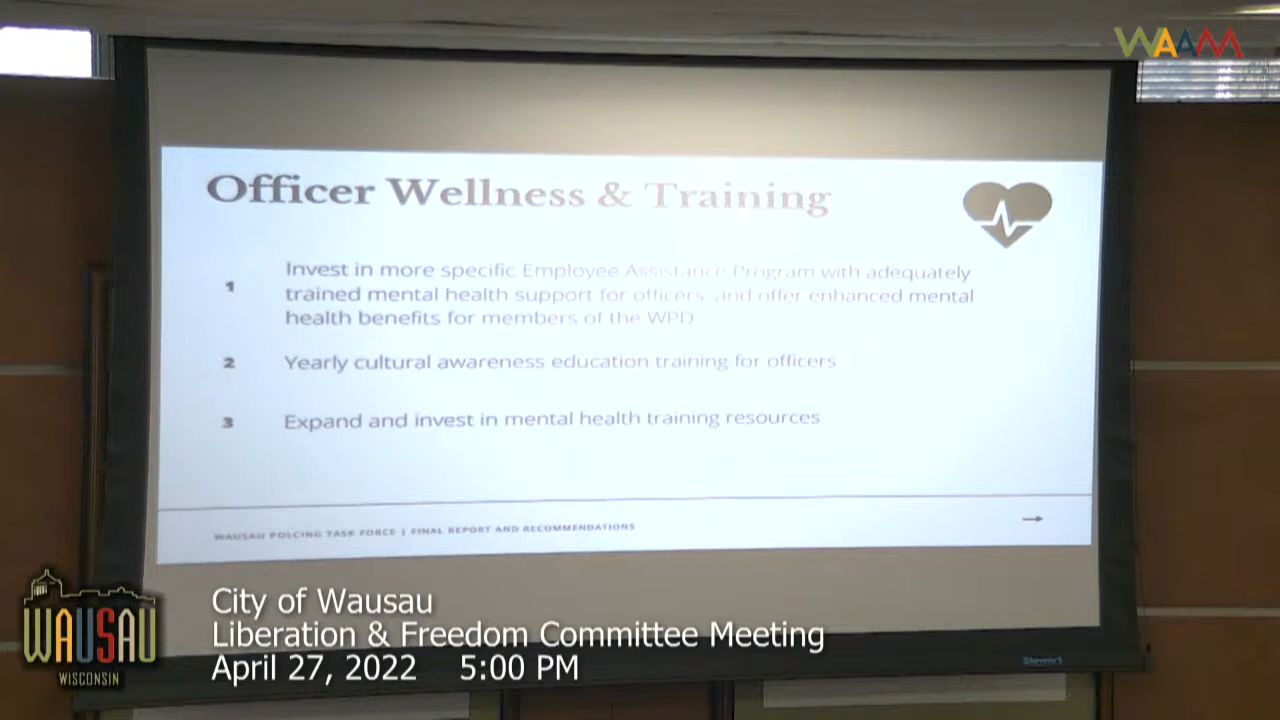 WAAM
Officer Wellness & Training
1
Invest in more specific Employee Assistance Program with adequately
trained mental health support for officers, and offer enhanced mental
health benefits for members of the WPD
2
Yearly cultural awareness education training for officers
3
Expand and invest in mental health training resources
WAUSAU POLCING TASK FORCE | FINAL REPORT AND RECOMMENDATIONS
Stewart
WAUSAU
WISCONSIN
City of Wausau
Liberation & Freedom Committee Meeting
April 27, 2022 5:00 PM